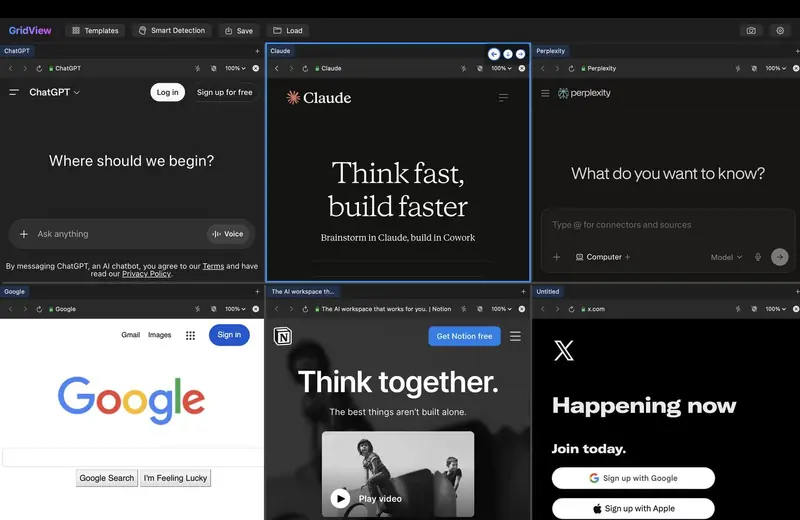 GridView Templates Smart Detection Save Load
ChatGPT +
ChatGPT 100%
ChatGPT Log in Sign up for free
Where should we begin?
+ Ask anything Voice
By messaging ChatGPT, an AI chatbot, you agree to our Terms and have
read our Privacy Policy.
Claude
Claude 100%
Claude
Think fast,
build faster
Brainstorm in Claude, build in Cowork
Perplexity +
Perplexity 100%
perplexity
What do you want to know?
Type @ for connectors and sources
+ Computer + Model
Google +
Google 100%
Gmail Images Sign in
Google
Google Search I'm Feeling Lucky
The AI workspace th... +
The AI workspace that works for you. | Notion 100%
N Get Notion free
Think together.
The best things aren't built alone.
Play video
Untitled +
x.com 100%
X
Happening now
Join today.
G Sign up with Google
Sign up with Apple